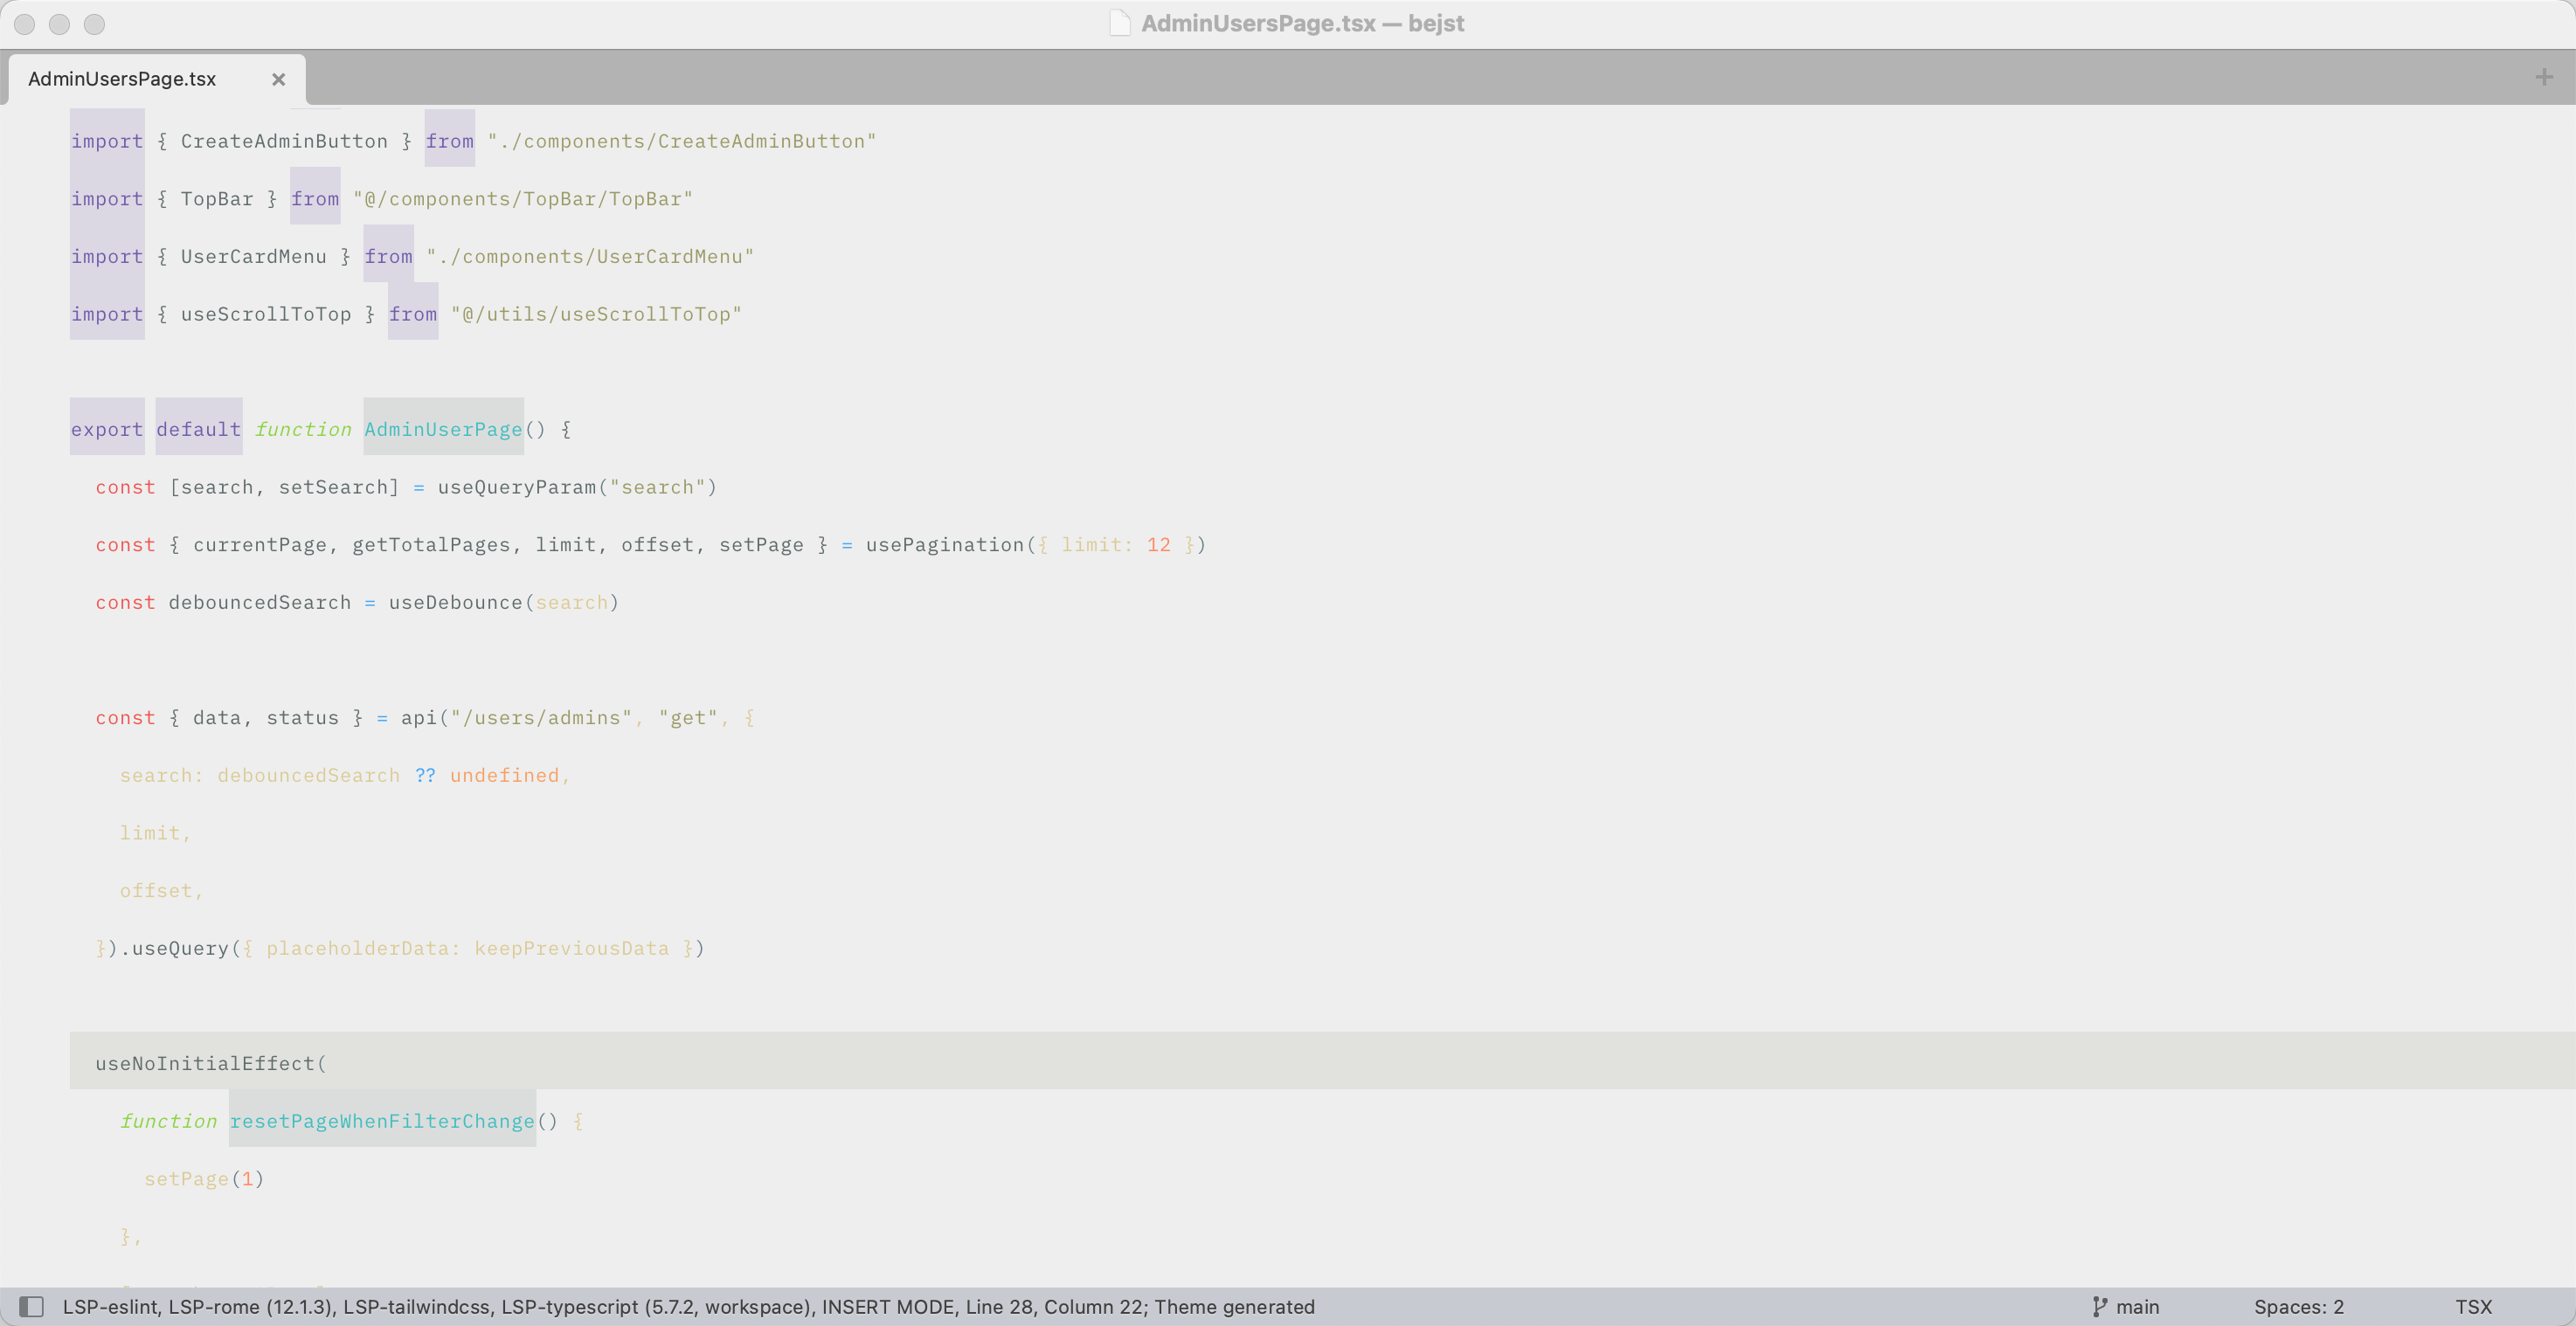 AdminUsersPage.tsx — bejst
AdminUsersPage.tsx
import { CreateAdminButton } from "./components/CreateAdminButton"
import { TopBar } from "@/components/TopBar/TopBar"
import { UserCardMenu } from "./components/UserCardMenu"
import { useScrollToTop } from "@/utils/useScrollToTop"
export default function AdminUserPage() {
const [search, setSearch] = useQueryParam("search")
const { currentPage, getTotalPages, limit, offset, setPage } = usePagination({ limit: 12 })
const debouncedSearch = useDebounce(search)
const { data, status } = api("/users/admins", "get", {
search: debouncedSearch ?? undefined,
limit,
offset,
}).useQuery({ placeholderData: keepPreviousData })
useNoInitialEffect(
function resetPageWhenFilterChange() {
setPage(1)
},
LSP-eslint, LSP-rome (12.1.3), LSP-tailwindcss, LSP-typescript (5.7.2, workspace), INSERT MODE, Line 28, Column 22; Theme generated
main
Spaces: 2
TSX